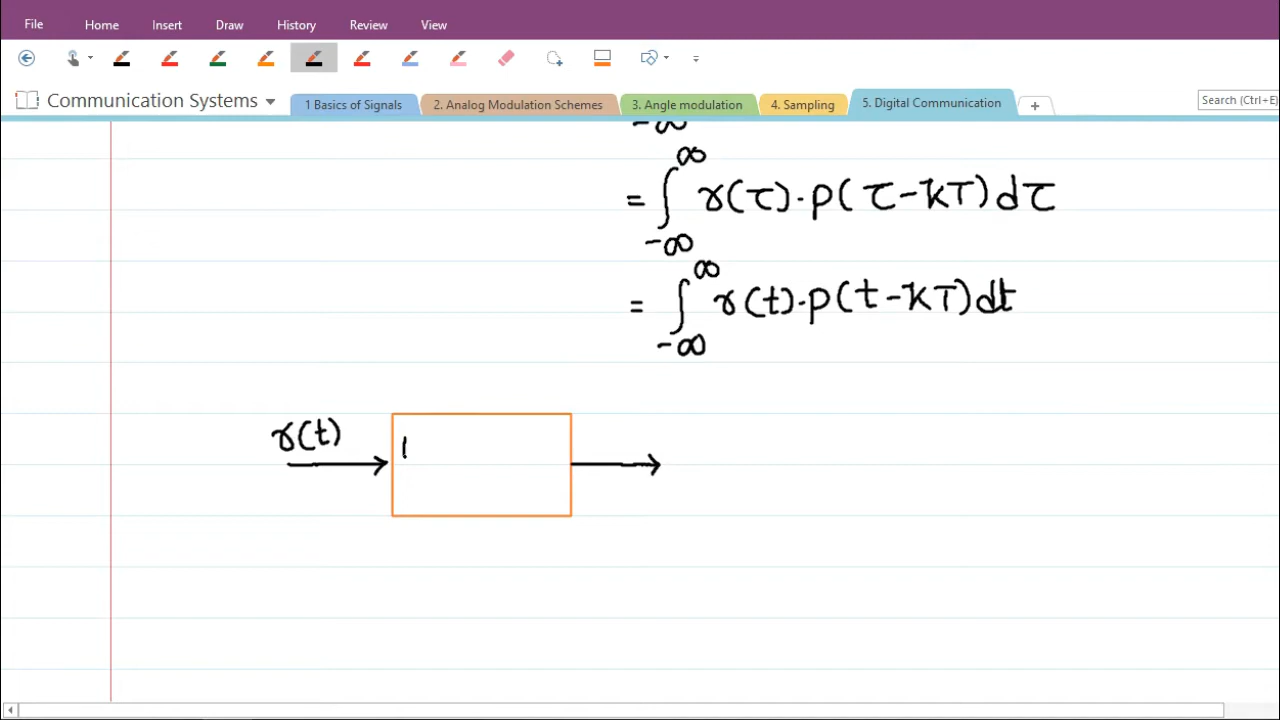 File Home Insert Draw History Review View
Communication Systems 1 Basics of Signals 2. Analog Modulation Schemes 3. Angle modulation 4. Sampling 5. Digital Communication + Search (Ctrl+E)
-∞
∞
= ∫ r(τ)·p(τ-kT)dτ
-∞
∞
= ∫ r(t)·p(t-kT)dt
-∞
r(t)